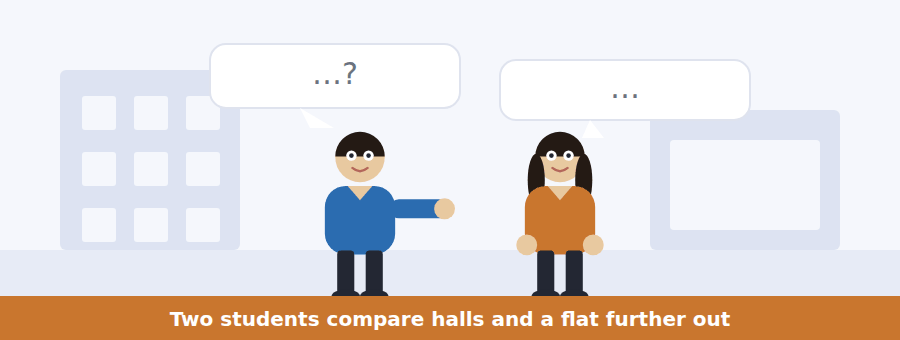 ...?
...
Two students compare halls and a flat further out